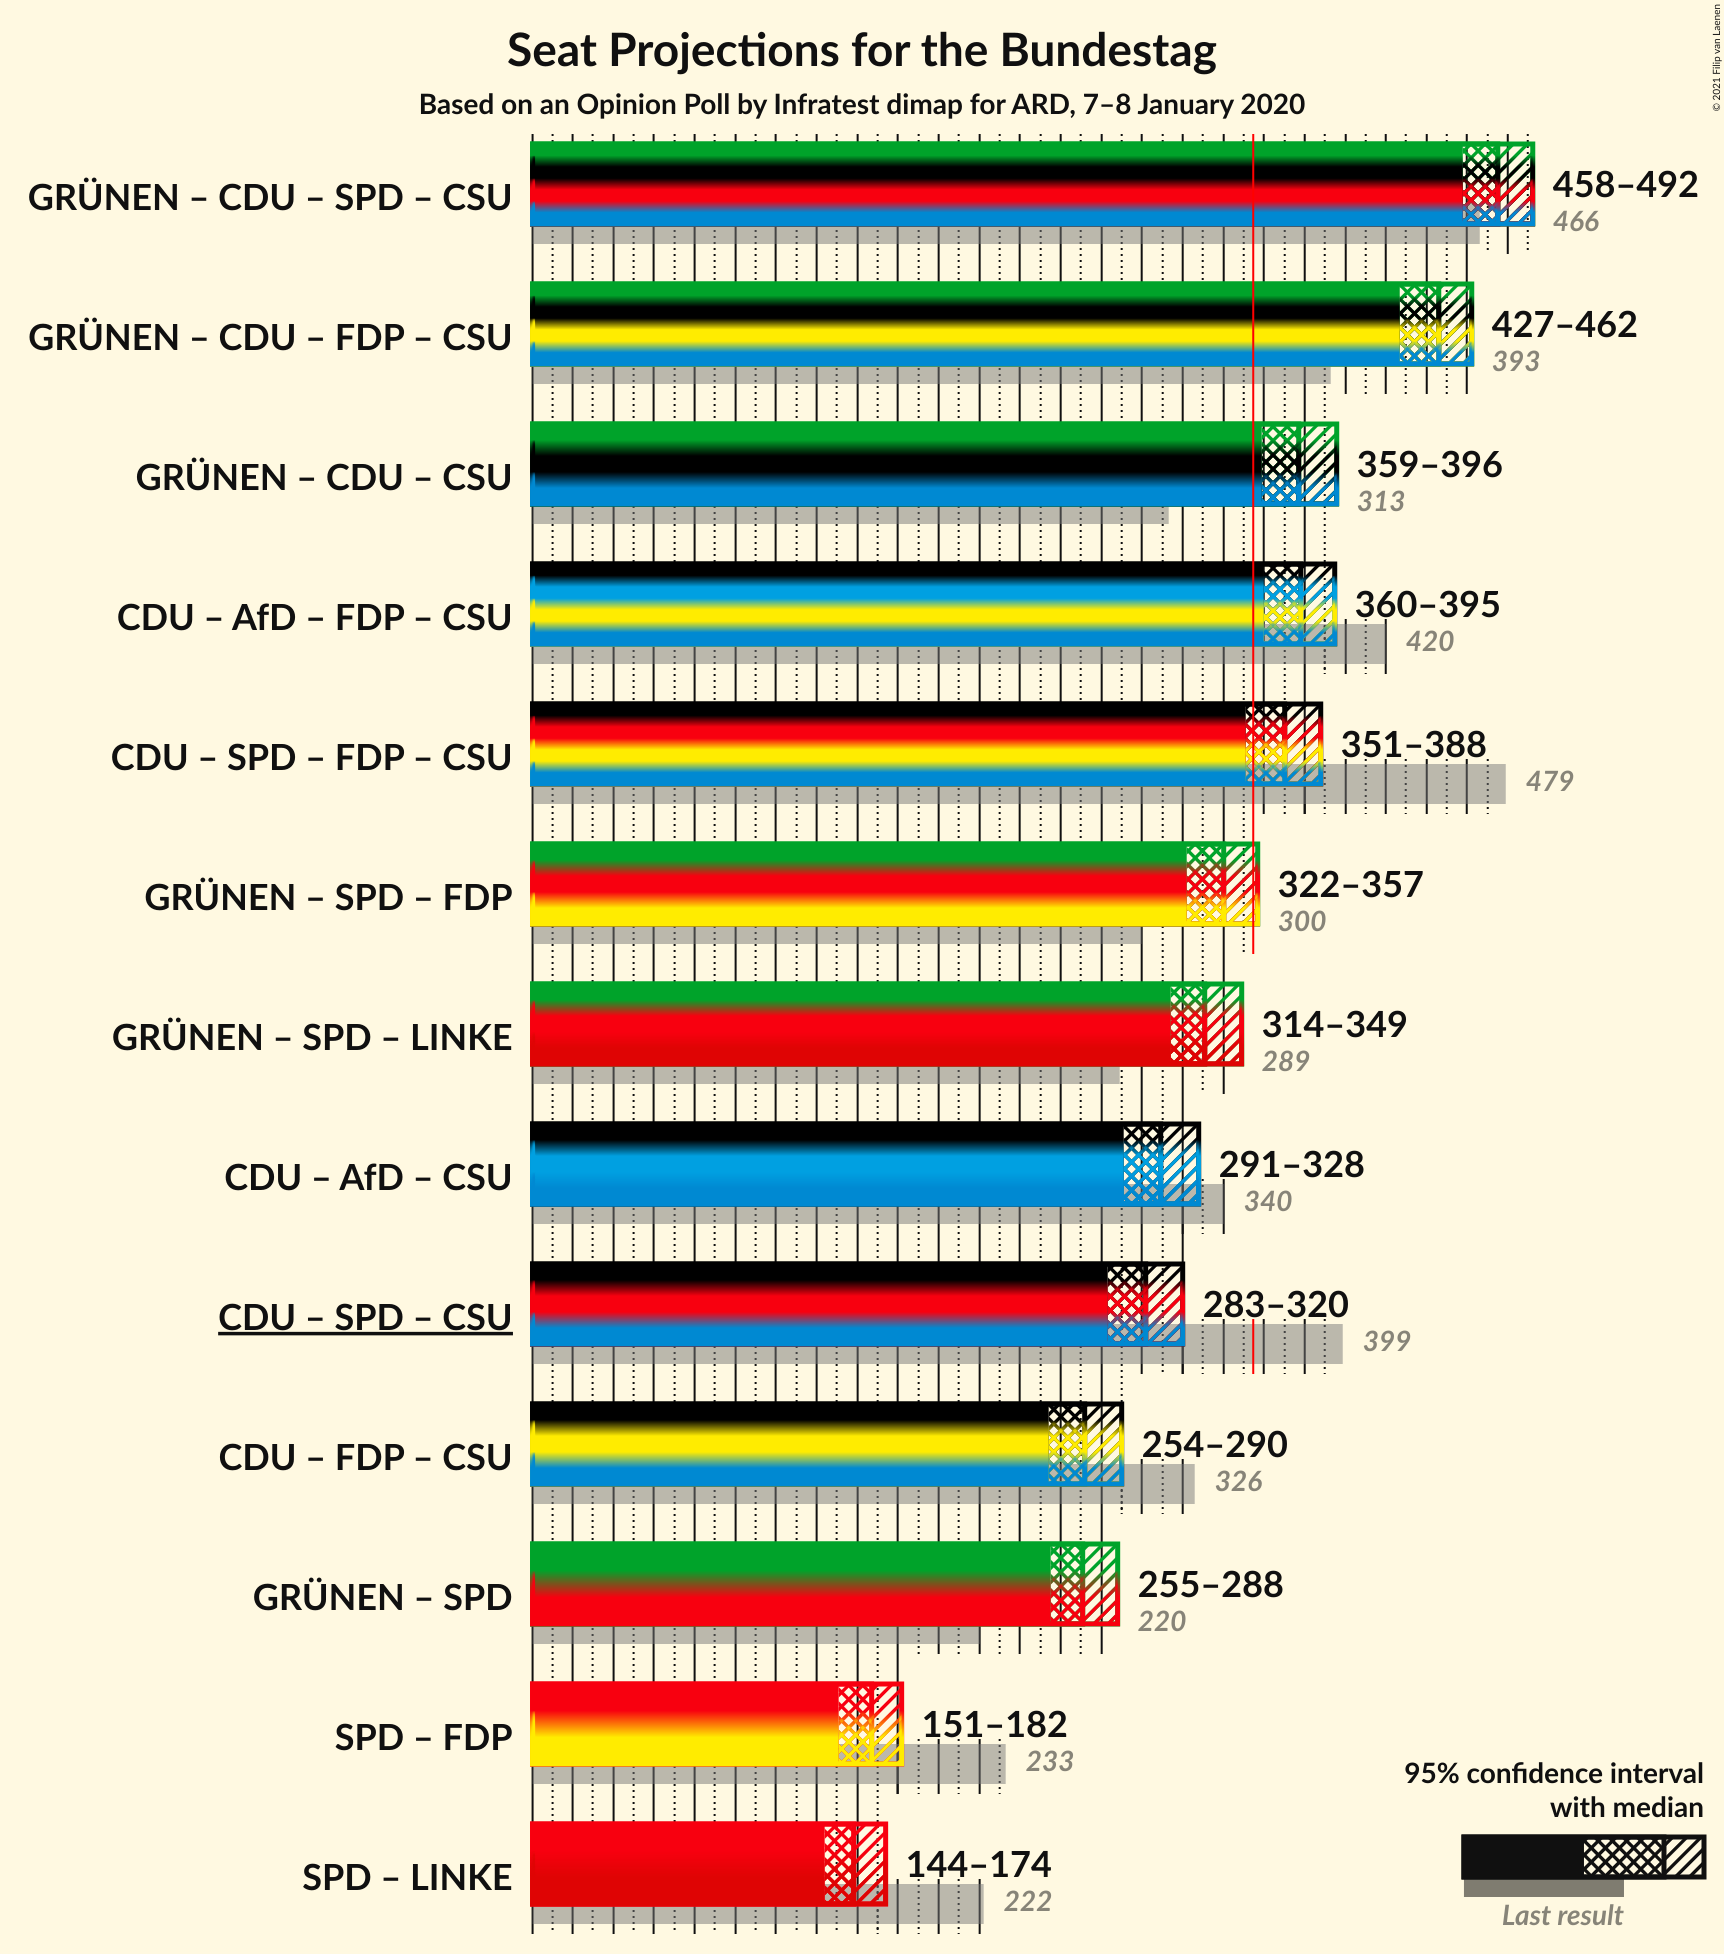 Seat Projections for the Bundestag
Based on an Opinion Poll by Infratest dimap for ARD, 7–8 January 2020
© 2021 Filip van Laenen
GRÜNEN – CDU – SPD – CSU
458–492
466
GRÜNEN – CDU – FDP – CSU
427–462
393
GRÜNEN – CDU – CSU
359–396
313
CDU – AfD – FDP – CSU
360–395
420
CDU – SPD – FDP – CSU
351–388
479
GRÜNEN – SPD – FDP
322–357
300
GRÜNEN – SPD – LINKE
314–349
289
CDU – AfD – CSU
291–328
340
CDU – SPD – CSU
283–320
399
CDU – FDP – CSU
254–290
326
GRÜNEN – SPD
255–288
220
SPD – FDP
151–182
233
SPD – LINKE
144–174
222
95% confidence interval
with median
Last result